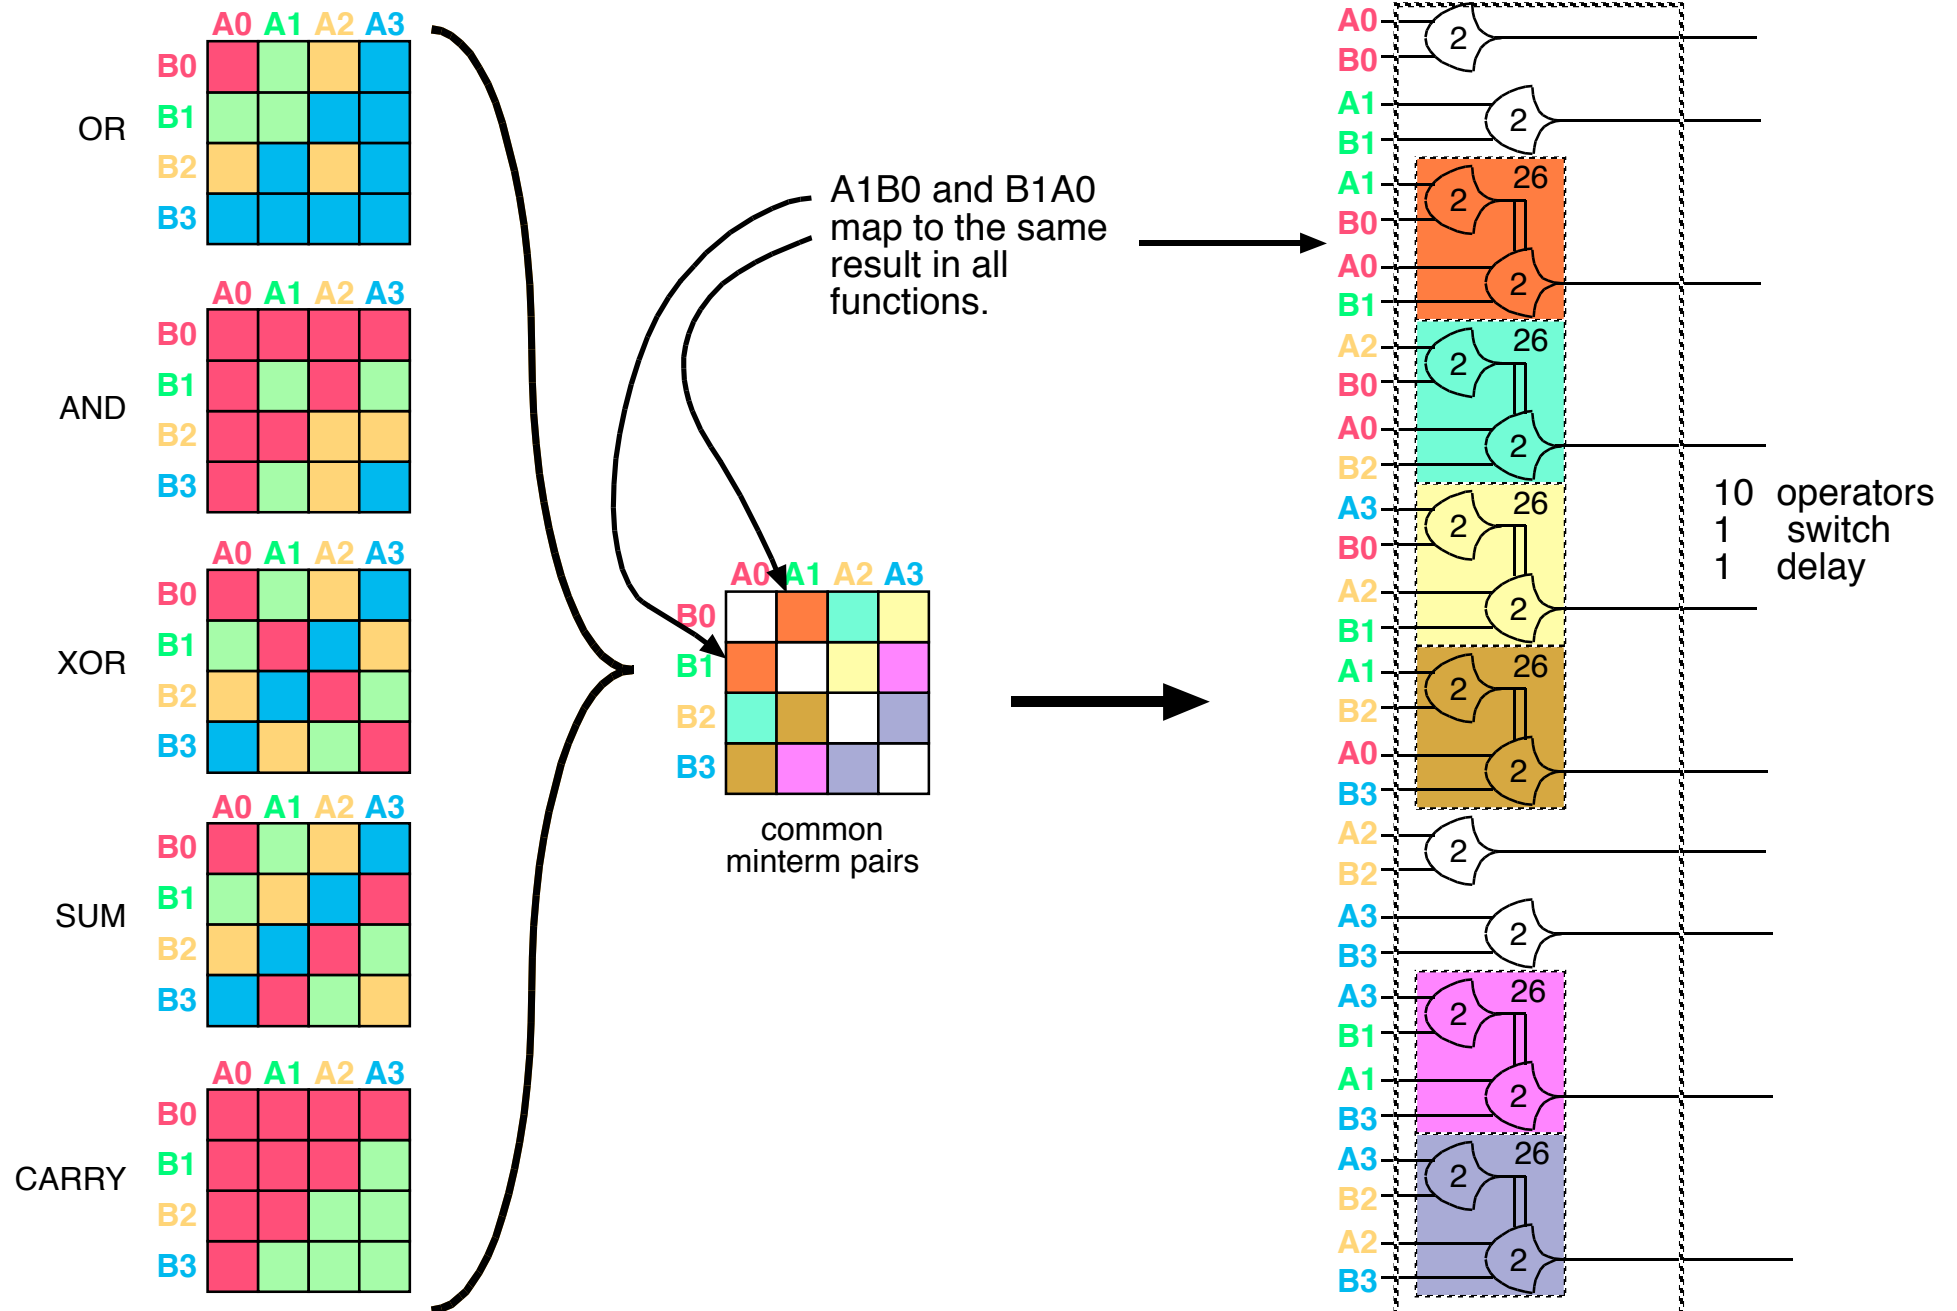 A0 A1 A2 A3
B0
B1
B2
B3
OR
A0 A1 A2 A3
B0
B1
B2
B3
AND
A0 A1 A2 A3
B0
B1
B2
B3
XOR
A0 A1 A2 A3
B0
B1
B2
B3
SUM
A0 A1 A2 A3
B0
B1
B2
B3
CARRY
A1B0 and B1A0
map to the same
result in all
functions.
A0 A1 A2 A3
B0
B1
B2
B3
common
minterm pairs
A0
2
B0
A1
2
B1
A1
26
2
B0
A0
2
B1
A2
26
2
B0
A0
2
B2
A3
26
2
B0
A2
2
B1
A1
26
2
B2
A0
2
B3
A2
2
B2
A3
2
B3
A3
26
2
B1
A1
2
B3
A3
26
2
B2
A2
2
B3
10 operators
1 switch
1 delay